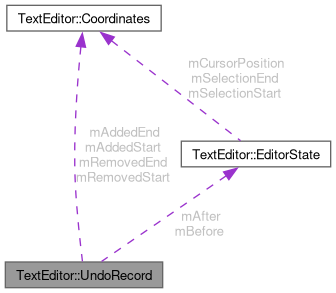 TextEditor::Coordinates
mCursorPosition
mSelectionEnd
mSelectionStart
mAddedEnd
mAddedStart
mRemovedEnd
mRemovedStart
TextEditor::EditorState
mAfter
mBefore
TextEditor::UndoRecord